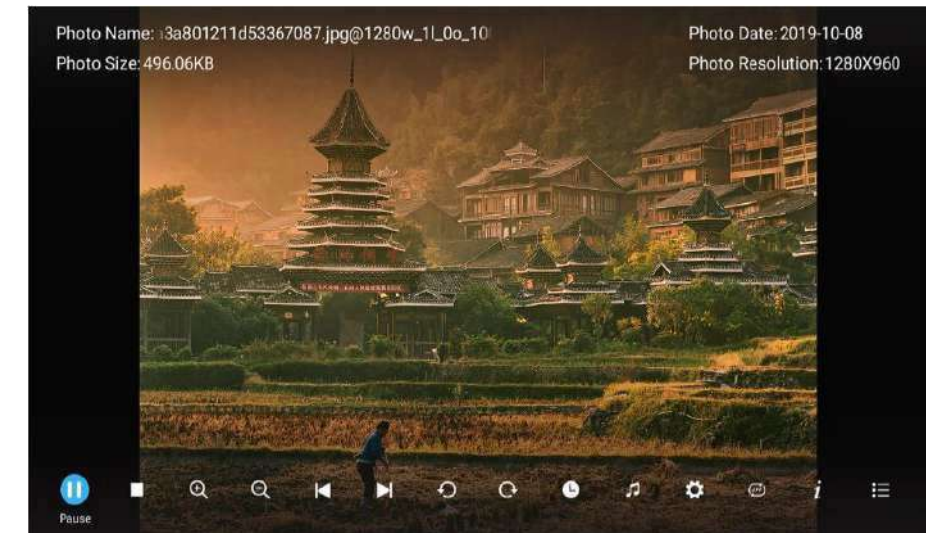 Photo Name: 3a801211d53367087.jpg@1280w_1l_0o_10
Photo Size: 496.06KB
Photo Date: 2019-10-08
Photo Resolution: 1280X960
Pause